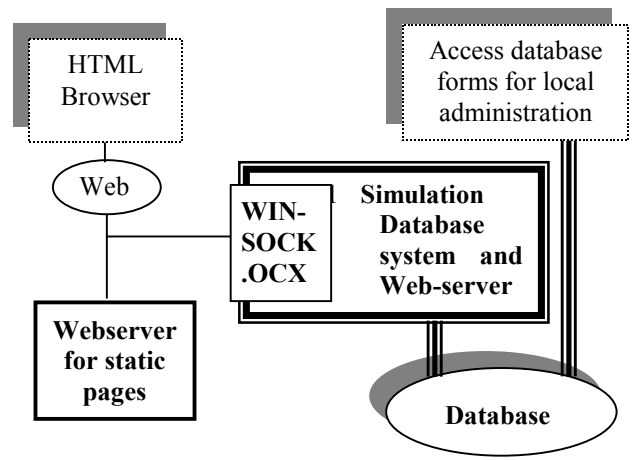 HTML
Browser
Access database
forms for local
administration
Web
WIN-
SOCK
.OCX
Simulation
Database
system and
Web-server
Webserver
for static
pages
Database